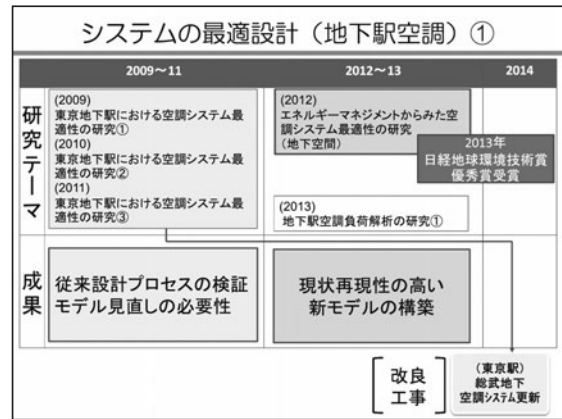 システムの最適設計（地下駅空調）①
2009～11
2012～13
2014
研究テーマ
(2009)
東京地下駅における空調システム最
適性の研究①
(2010)
東京地下駅における空調システム最
適性の研究②
(2011)
東京地下駅における空調システム最
適性の研究③
(2012)
エネルギーマネジメントからみた空
調システム最適性の研究
（地下空間）
2013年
日経地球環境技術賞
優秀賞受賞
(2013)
地下駅空調負荷解析の研究①
成果
従来設計プロセスの検証
モデル見直しの必要性
現状再現性の高い
新モデルの構築
改良
工事
（東京駅）
総武地下
空調システム更新